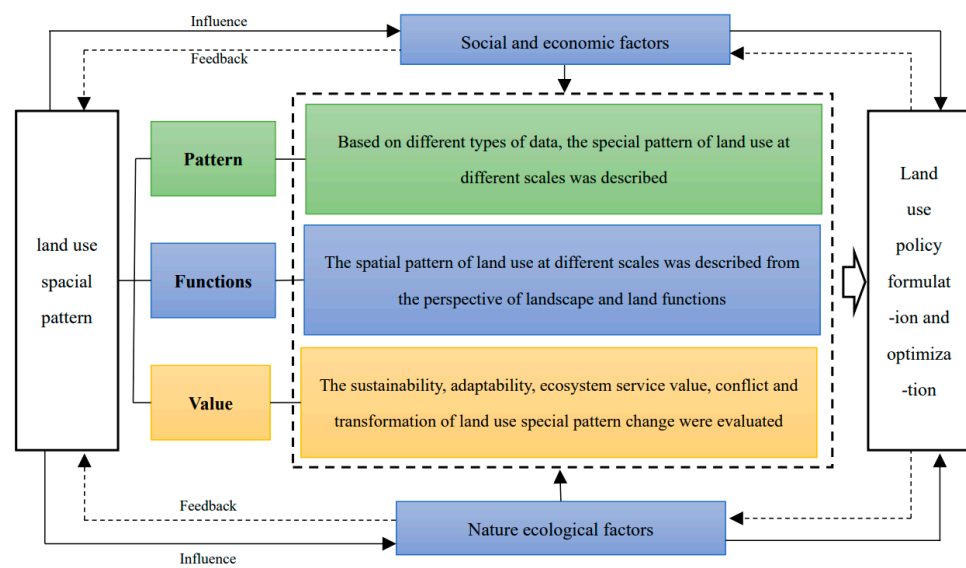 Influence
Social and economic factors
Feedback
Based on different types of data, the special pattern of land use at
different scales was described
Pattern
land use
spacial
pattern
Functions
The spatial pattern of land use at different scales was described from
the perspective of landscape and land functions
Value
The sustainability, adaptability, ecosystem service value, conflict and
transformation of land use special pattern change were evaluated
Land
use
policy
formulat
-ion and
optimiza
-tion
Feedback
Nature ecological factors
Influence